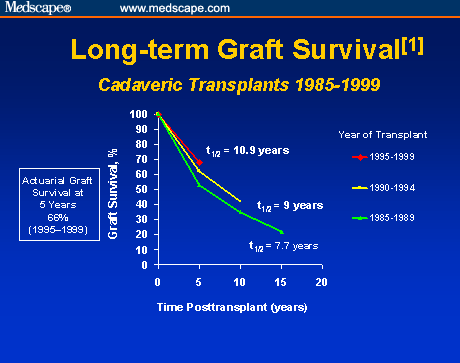 Medscape® www.medscape.com
Long-term Graft Survival[1]
Cadaveric Transplants 1985-1999
Graft Survival, %
100
90
80
70
60
50
40
30
20
10
0
0 5 10 15 20
Time Posttransplant (years)
t1/2 = 10.9 years
t1/2 = 9 years
t1/2 = 7.7 years
Year of Transplant
1995-1999
1990-1994
1985-1989
Actuarial Graft
Survival at
5 Years
66%
(1995–1999)